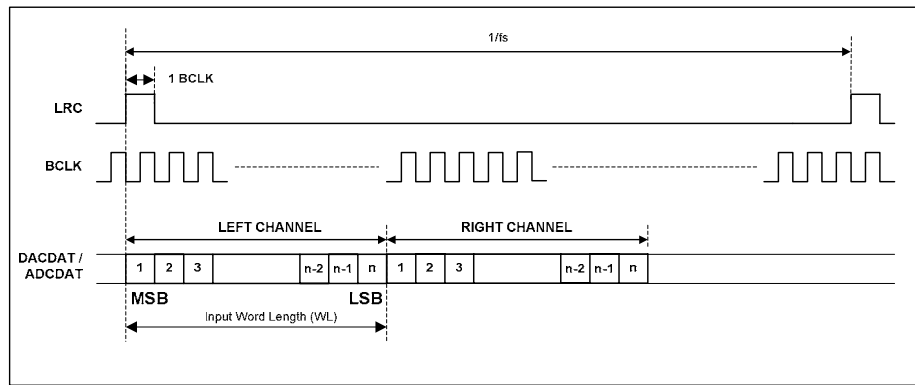 1/fs
1 BCLK
LRC
BCLK
LEFT CHANNEL RIGHT CHANNEL
DACDAT /
ADCDAT
1 2 3 n-2 n-1 n 1 2 3 n-2 n-1 n
MSB LSB
Input Word Length (WL)